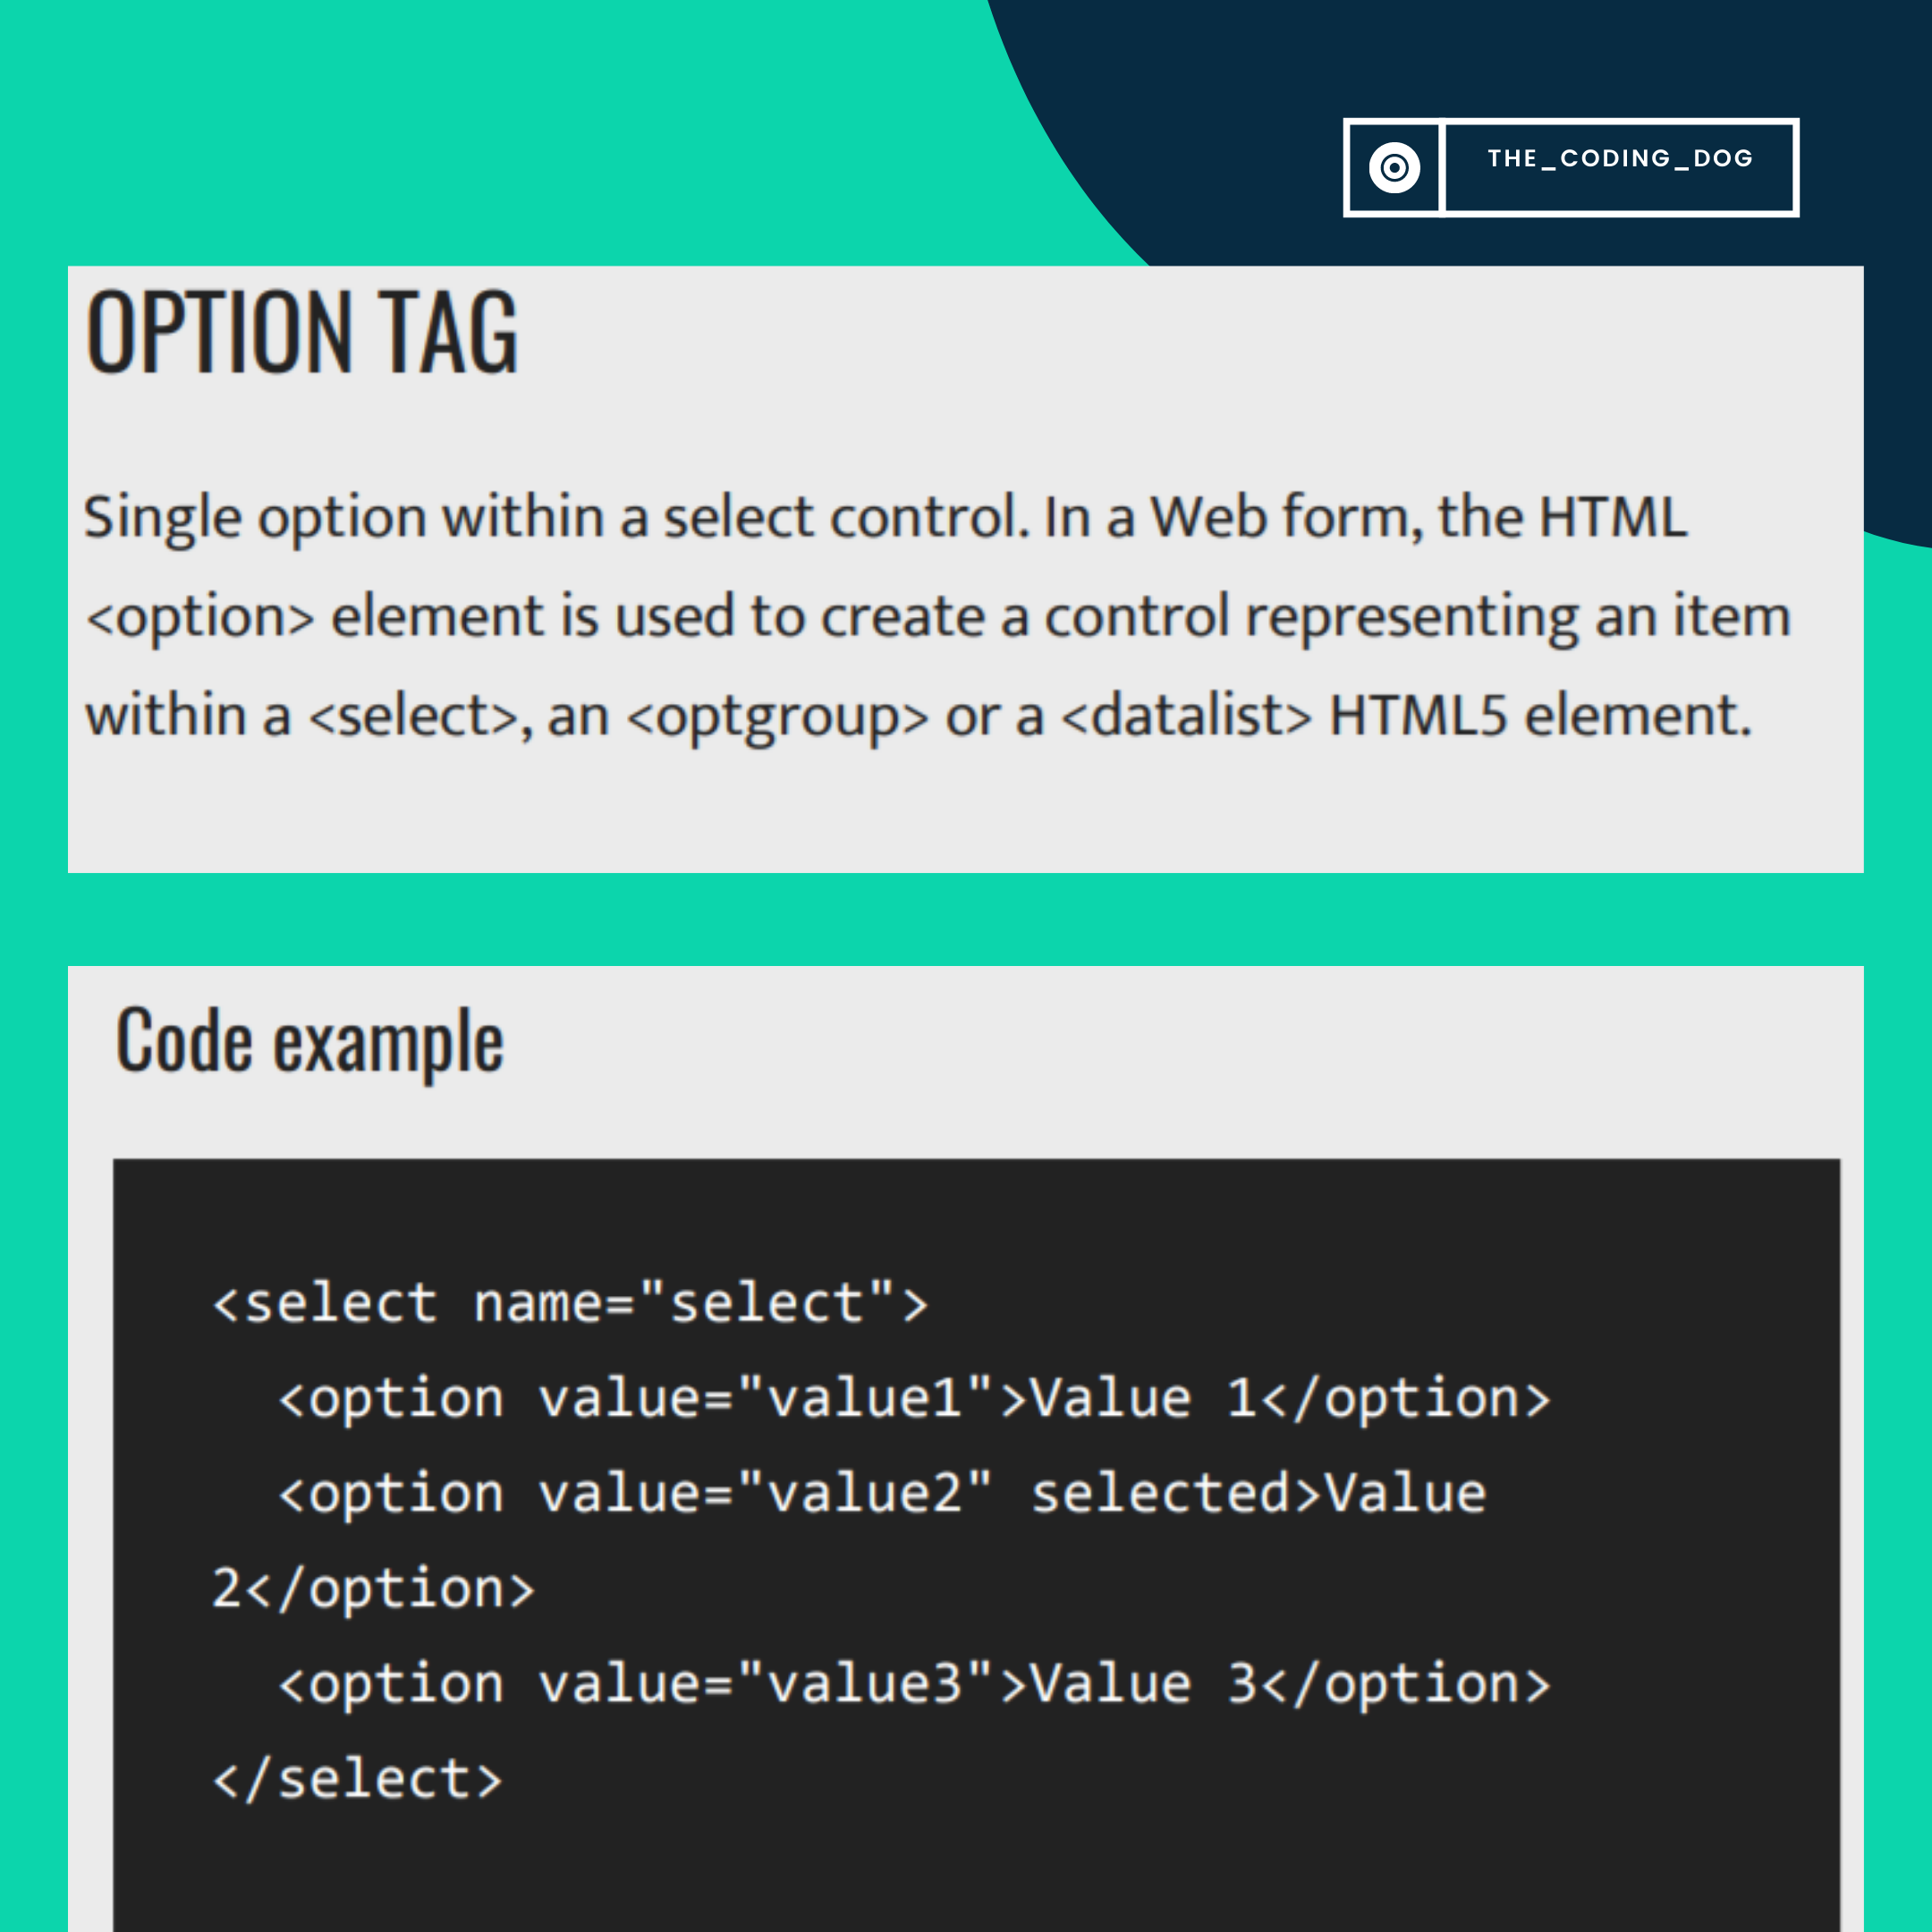 THE_CODING_DOG
OPTION TAG
Single option within a select control. In a Web form, the HTML
<option> element is used to create a control representing an item
within a <select>, an <optgroup> or a <datalist> HTML5 element.
Code example
<select name="select">
  <option value="value1">Value 1</option>
  <option value="value2" selected>Value
2</option>
  <option value="value3">Value 3</option>
</select>